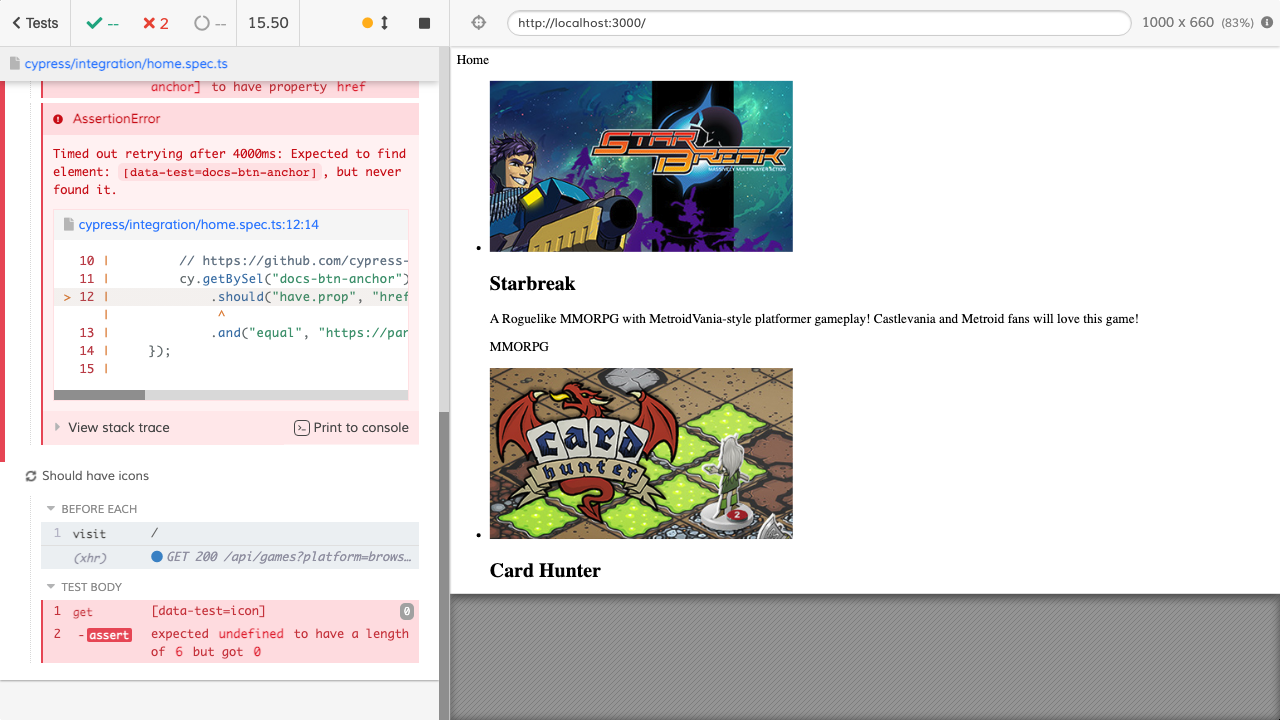 Tests
--
2
--
15.50
http://localhost:3000/
1000 x 660 (83%)
cypress/integration/home.spec.ts
anchor] to have property href
AssertionError
Timed out retrying after 4000ms: Expected to find
element: [data-test=docs-btn-anchor], but never
found it.
cypress/integration/home.spec.ts:12:14
10 | // https://github.com/cypress-
11 | cy.getBySel("docs-btn-anchor")
> 12 | .should("have.prop", "href
| ^
13 | .and("equal", "https://par
14 | });
15 |
View stack trace
Print to console
Should have icons
BEFORE EACH
1 visit /
(xhr) GET 200 /api/games?platform=brows...
TEST BODY
1 get [data-test=icon] 0
2 -assert expected undefined to have a length
of 6 but got 0
Home
STAR
BREAK
MASSIVELY MULTIPLAYER ACTION
Starbreak
A Roguelike MMORPG with MetroidVania-style platformer gameplay! Castlevania and Metroid fans will love this game!
MMORPG
card
hunter
2
Card Hunter